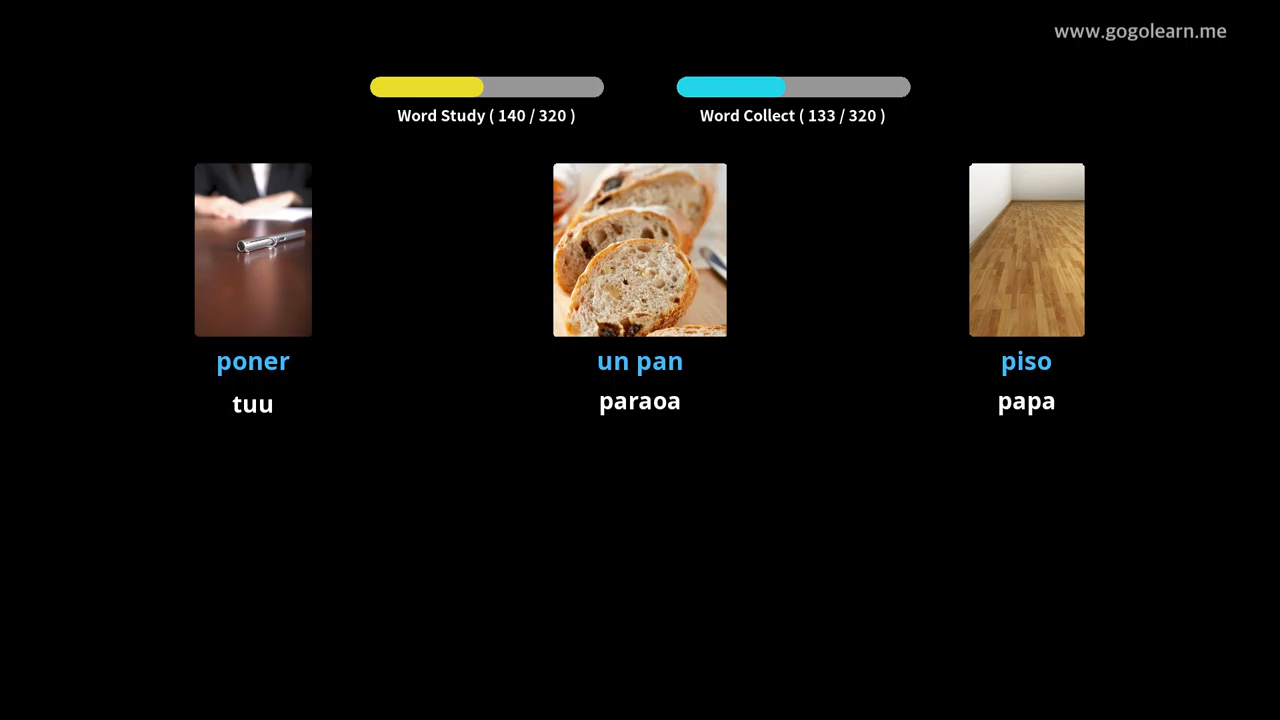 www.gogolearn.me
Word Study ( 140 / 320 )
Word Collect ( 133 / 320 )
poner
un pan
piso
tuu
paraoa
papa